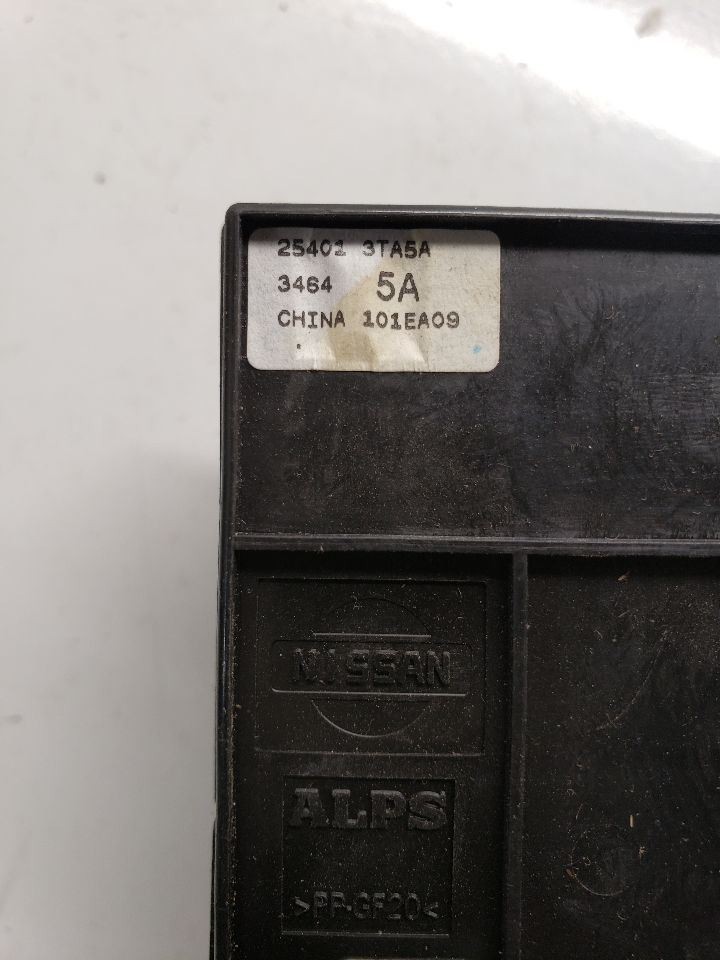 25401 3TA5A
3464 5A
CHINA 101EA09
NISSAN
ALPS
>PP-GF20<